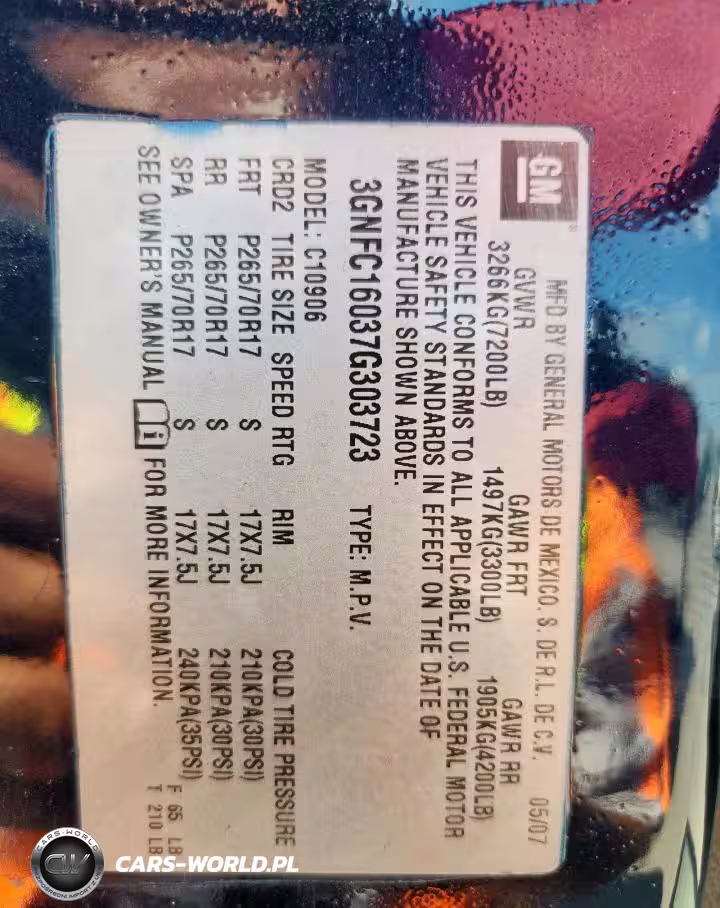 GM
MFD BY GENERAL MOTORS DE MEXICO. S. DE R.L. DE C.V. 05/07
GVWR GAWR FRT GAWR RR
3266KG(7200LB) 1497KG(3300LB) 1905KG(4200LB)
THIS VEHICLE CONFORMS TO ALL APPLICABLE U.S. FEDERAL MOTOR
VEHICLE SAFETY STANDARDS IN EFFECT ON THE DATE OF
MANUFACTURE SHOWN ABOVE.
3GNFC16037G303723 TYPE: M.P.V.
MODEL: C10906
CRD2 TIRE SIZE SPEED RTG RIM COLD TIRE PRESSURE
FRT P265/70R17 S 17X7.5J 210KPA(30PSI)
RR P265/70R17 S 17X7.5J 210KPA(30PSI)
SPA P265/70R17 S 17X7.5J 240KPA(35PSI)
SEE OWNER'S MANUAL FOR MORE INFORMATION.
F 65 LB
T 210 LB
CARS-WORLD
CW
CARS-WORLD.PL